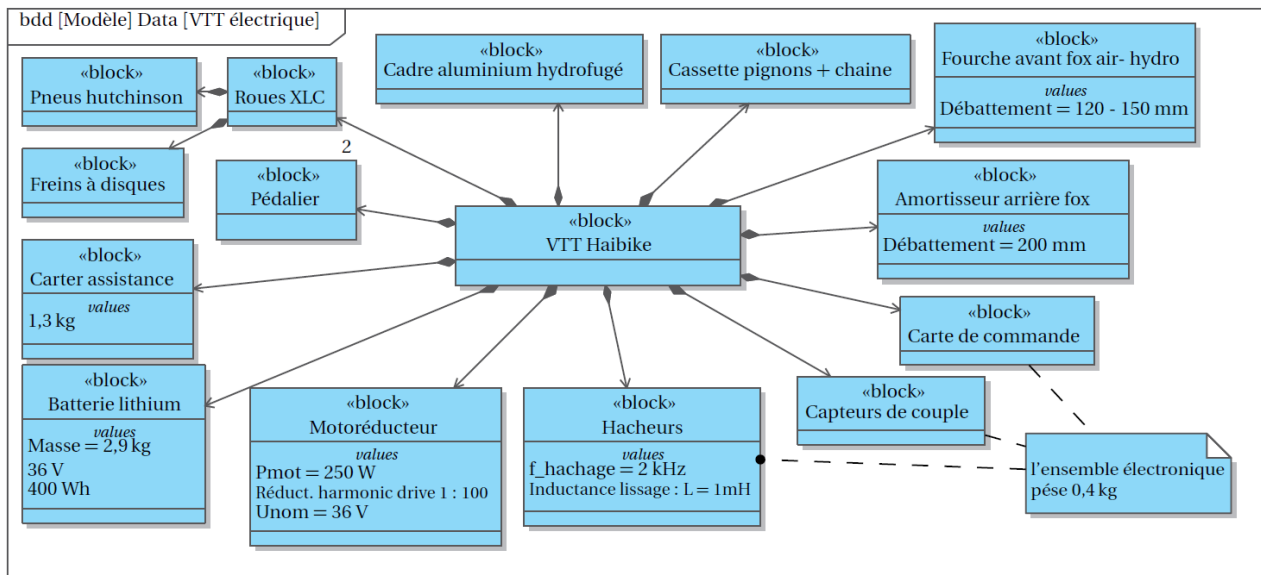 bdd [Modèle] Data [VTT électrique]
«block»
Pneus hutchinson
«block»
Roues XLC
2
«block»
Cadre aluminium hydrofugé
«block»
Cassette pignons + chaine
«block»
Fourche avant fox air- hydro
values
Débattement = 120 - 150 mm
«block»
Freins à disques
«block»
Pédalier
«block»
VTT Haibike
«block»
Amortisseur arrière fox
values
Débattement = 200 mm
«block»
Carter assistance
values
1,3 kg
«block»
Carte de commande
«block»
Batterie lithium
values
Masse = 2,9 kg
36 V
400 Wh
«block»
Motoréducteur
values
Pmot = 250 W
Réduct. harmonic drive 1 : 100
Unom = 36 V
«block»
Hacheurs
values
f_hachage = 2 kHz
Inductance lissage : L = 1mH
«block»
Capteurs de couple
l'ensemble électronique
pése 0,4 kg